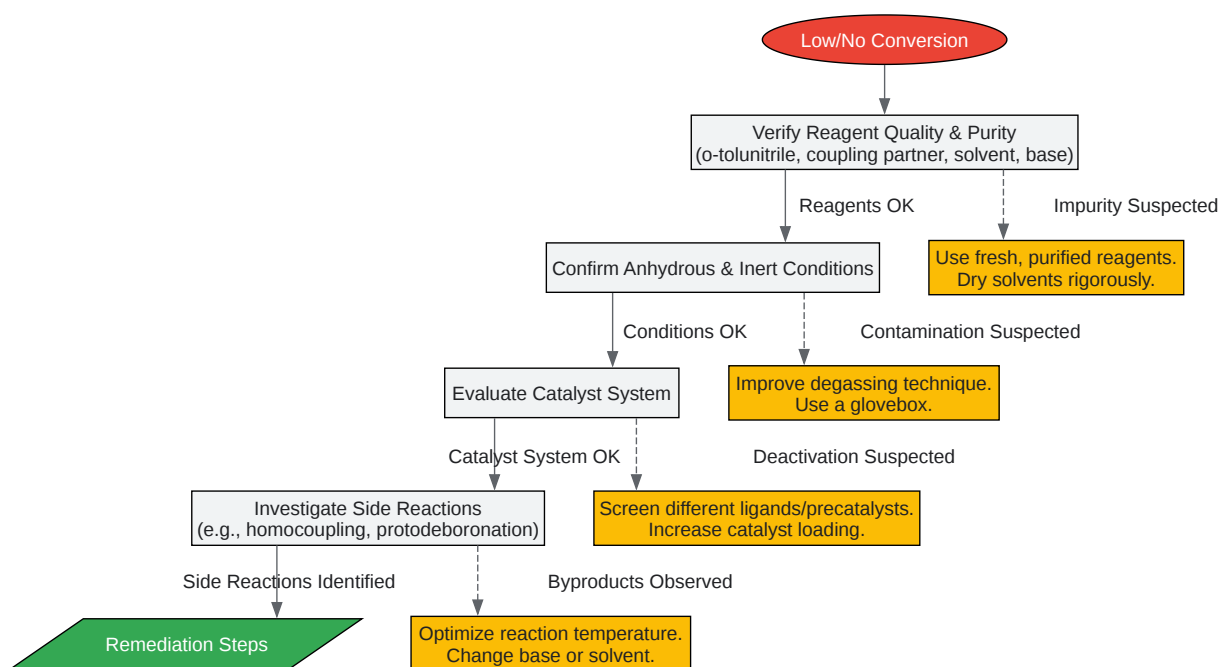 Low/No Conversion
Verify Reagent Quality & Purity
(o-tolunitrile, coupling partner, solvent, base)
Reagents OK
Impurity Suspected
Use fresh, purified reagents.
Dry solvents rigorously.
Confirm Anhydrous & Inert Conditions
Conditions OK
Contamination Suspected
Improve degassing technique.
Use a glovebox.
Evaluate Catalyst System
Catalyst System OK
Deactivation Suspected
Screen different ligands/precatalysts.
Increase catalyst loading.
Investigate Side Reactions
(e.g., homocoupling, protodeboronation)
Side Reactions Identified
Byproducts Observed
Remediation Steps
Optimize reaction temperature.
Change base or solvent.